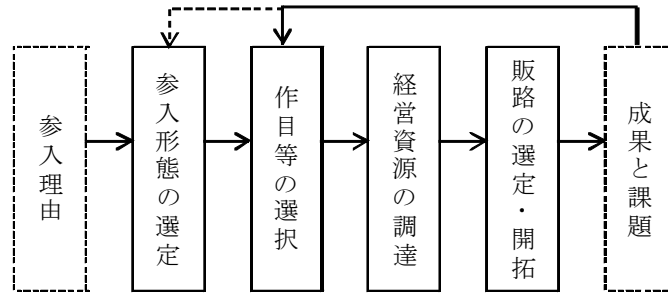 参入理由
参入形態の選定
作目等の選択
経営資源の調達
販路の選定・開拓
成果と課題